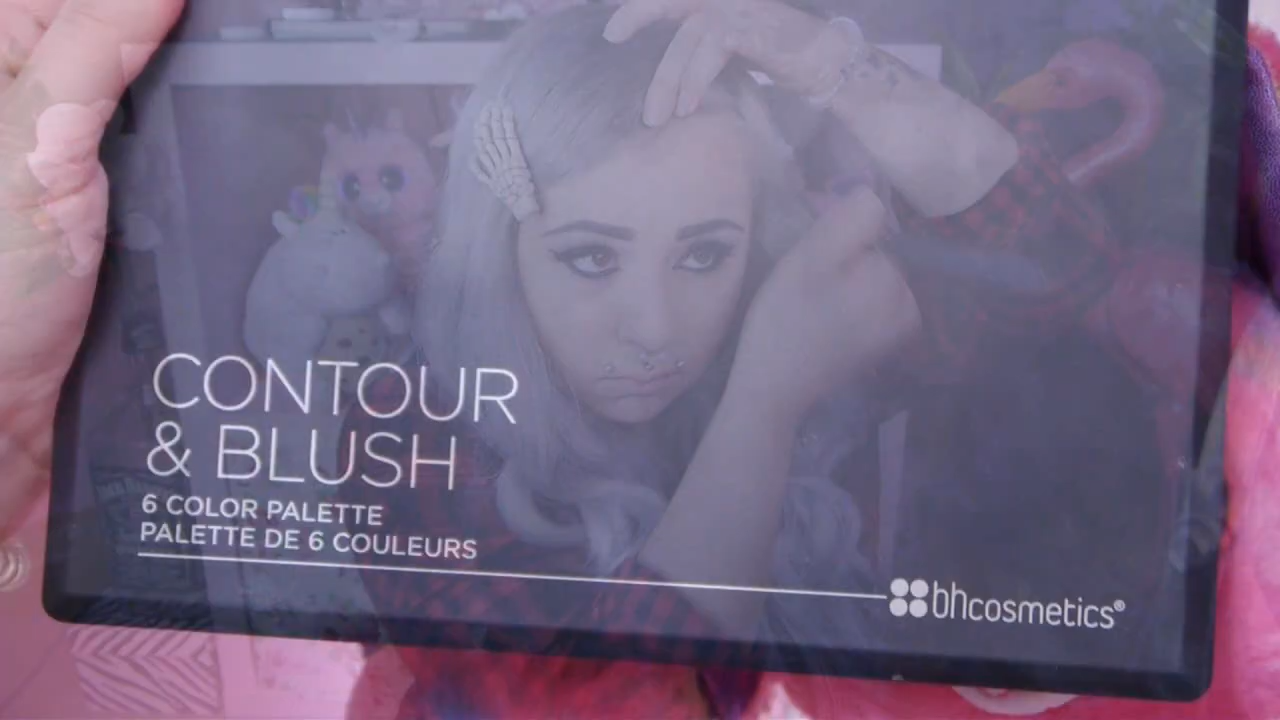 CONTOUR
& BLUSH
6 COLOR PALETTE
PALETTE DE 6 COULEURS
bhcosmetics®